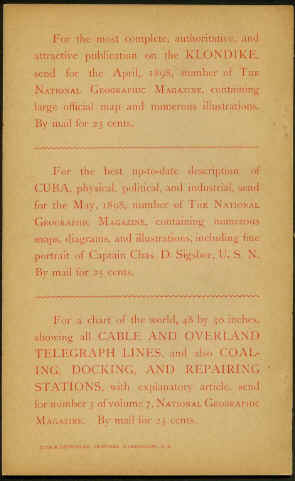 For the most complete, authoritative, and
attractive publication on the KLONDIKE,
send for the April, 1898, number of THE
NATIONAL GEOGRAPHIC MAGAZINE, containing
large official map and numerous illustrations.
By mail for 25 cents.
For the best up-to-date description of
CUBA, physical, political, and industrial, send
for the May, 1898, number of THE NATIONAL
GEOGRAPHIC MAGAZINE, containing numerous
maps, diagrams, and illustrations, including fine
portrait of Captain Chas. D. Sigsbee, U. S. N.
By mail for 25 cents.
For a chart of the world, 48 by 30 inches,
showing all CABLE AND OVERLAND
TELEGRAPH LINES, and also COAL-
ING, DOCKING, AND REPAIRING
STATIONS, with explanatory article, send
for number 3 of volume 7, NATIONAL GEOGRAPHIC
MAGAZINE. By mail for 25 cents.
PRINTERS, WASHINGTON, D. C.